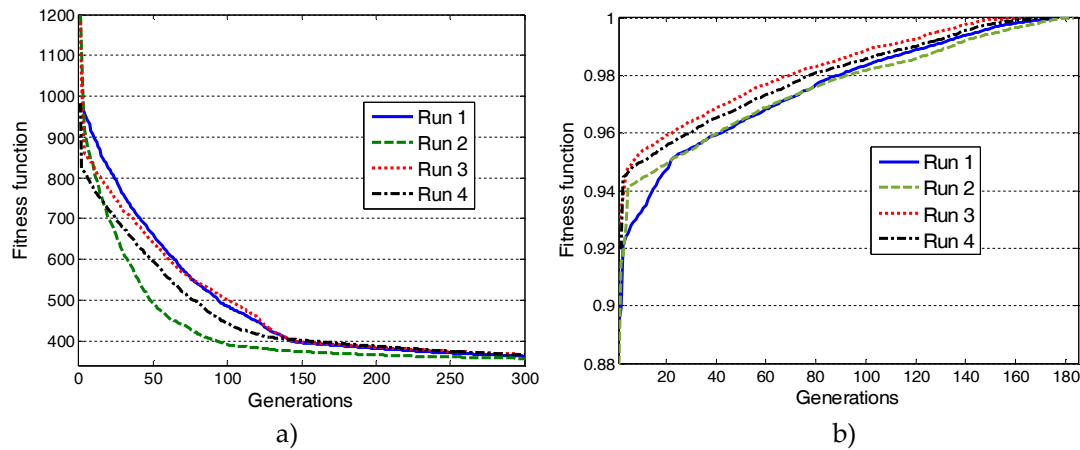 1200
1100
1000
900
800
700
600
500
400
0 50 100 150 200 250 300
Fitness function
Generations
Run 1
Run 2
Run 3
Run 4
a)
1
0.98
0.96
0.94
0.92
0.9
0.88
20 40 60 80 100 120 140 160 180
Fitness function
Generations
Run 1
Run 2
Run 3
Run 4
b)